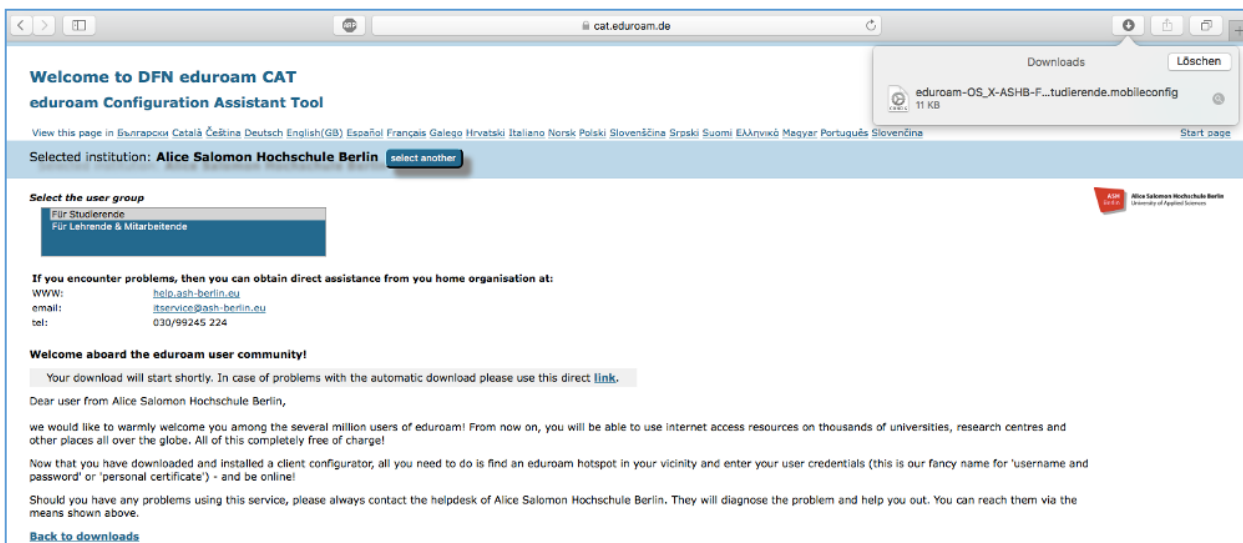 cat.eduroam.de
Downloads
Löschen
eduroam-OS_X-ASHB-F...tudierende.mobileconfig
11 KB
Welcome to DFN eduroam CAT
eduroam Configuration Assistant Tool
View this page in Български Català Čeština Deutsch English(GB) Español Français Galego Hrvatski Italiano Norsk Polski Slovenščina Srpski Suomi Ελληνικά Magyar Português Slovenčina
Start page
Selected institution: Alice Salomon Hochschule Berlin select another
Select the user group
Für Studierende
Für Lehrende & Mitarbeitende
ASH Berlin
Alice Salomon Hochschule Berlin
University of Applied Sciences
If you encounter problems, then you can obtain direct assistance from you home organisation at:
WWW: help.ash-berlin.eu
email: itservice@ash-berlin.eu
tel: 030/99245 224
Welcome aboard the eduroam user community!
Your download will start shortly. In case of problems with the automatic download please use this direct link.
Dear user from Alice Salomon Hochschule Berlin,
we would like to warmly welcome you among the several million users of eduroam! From now on, you will be able to use internet access resources on thousands of universities, research centres and
other places all over the globe. All of this completely free of charge!
Now that you have downloaded and installed a client configurator, all you need to do is find an eduroam hotspot in your vicinity and enter your user credentials (this is our fancy name for 'username and
password' or 'personal certificate') - and be online!
Should you have any problems using this service, please always contact the helpdesk of Alice Salomon Hochschule Berlin. They will diagnose the problem and help you out. You can reach them via the
means shown above.
Back to downloads